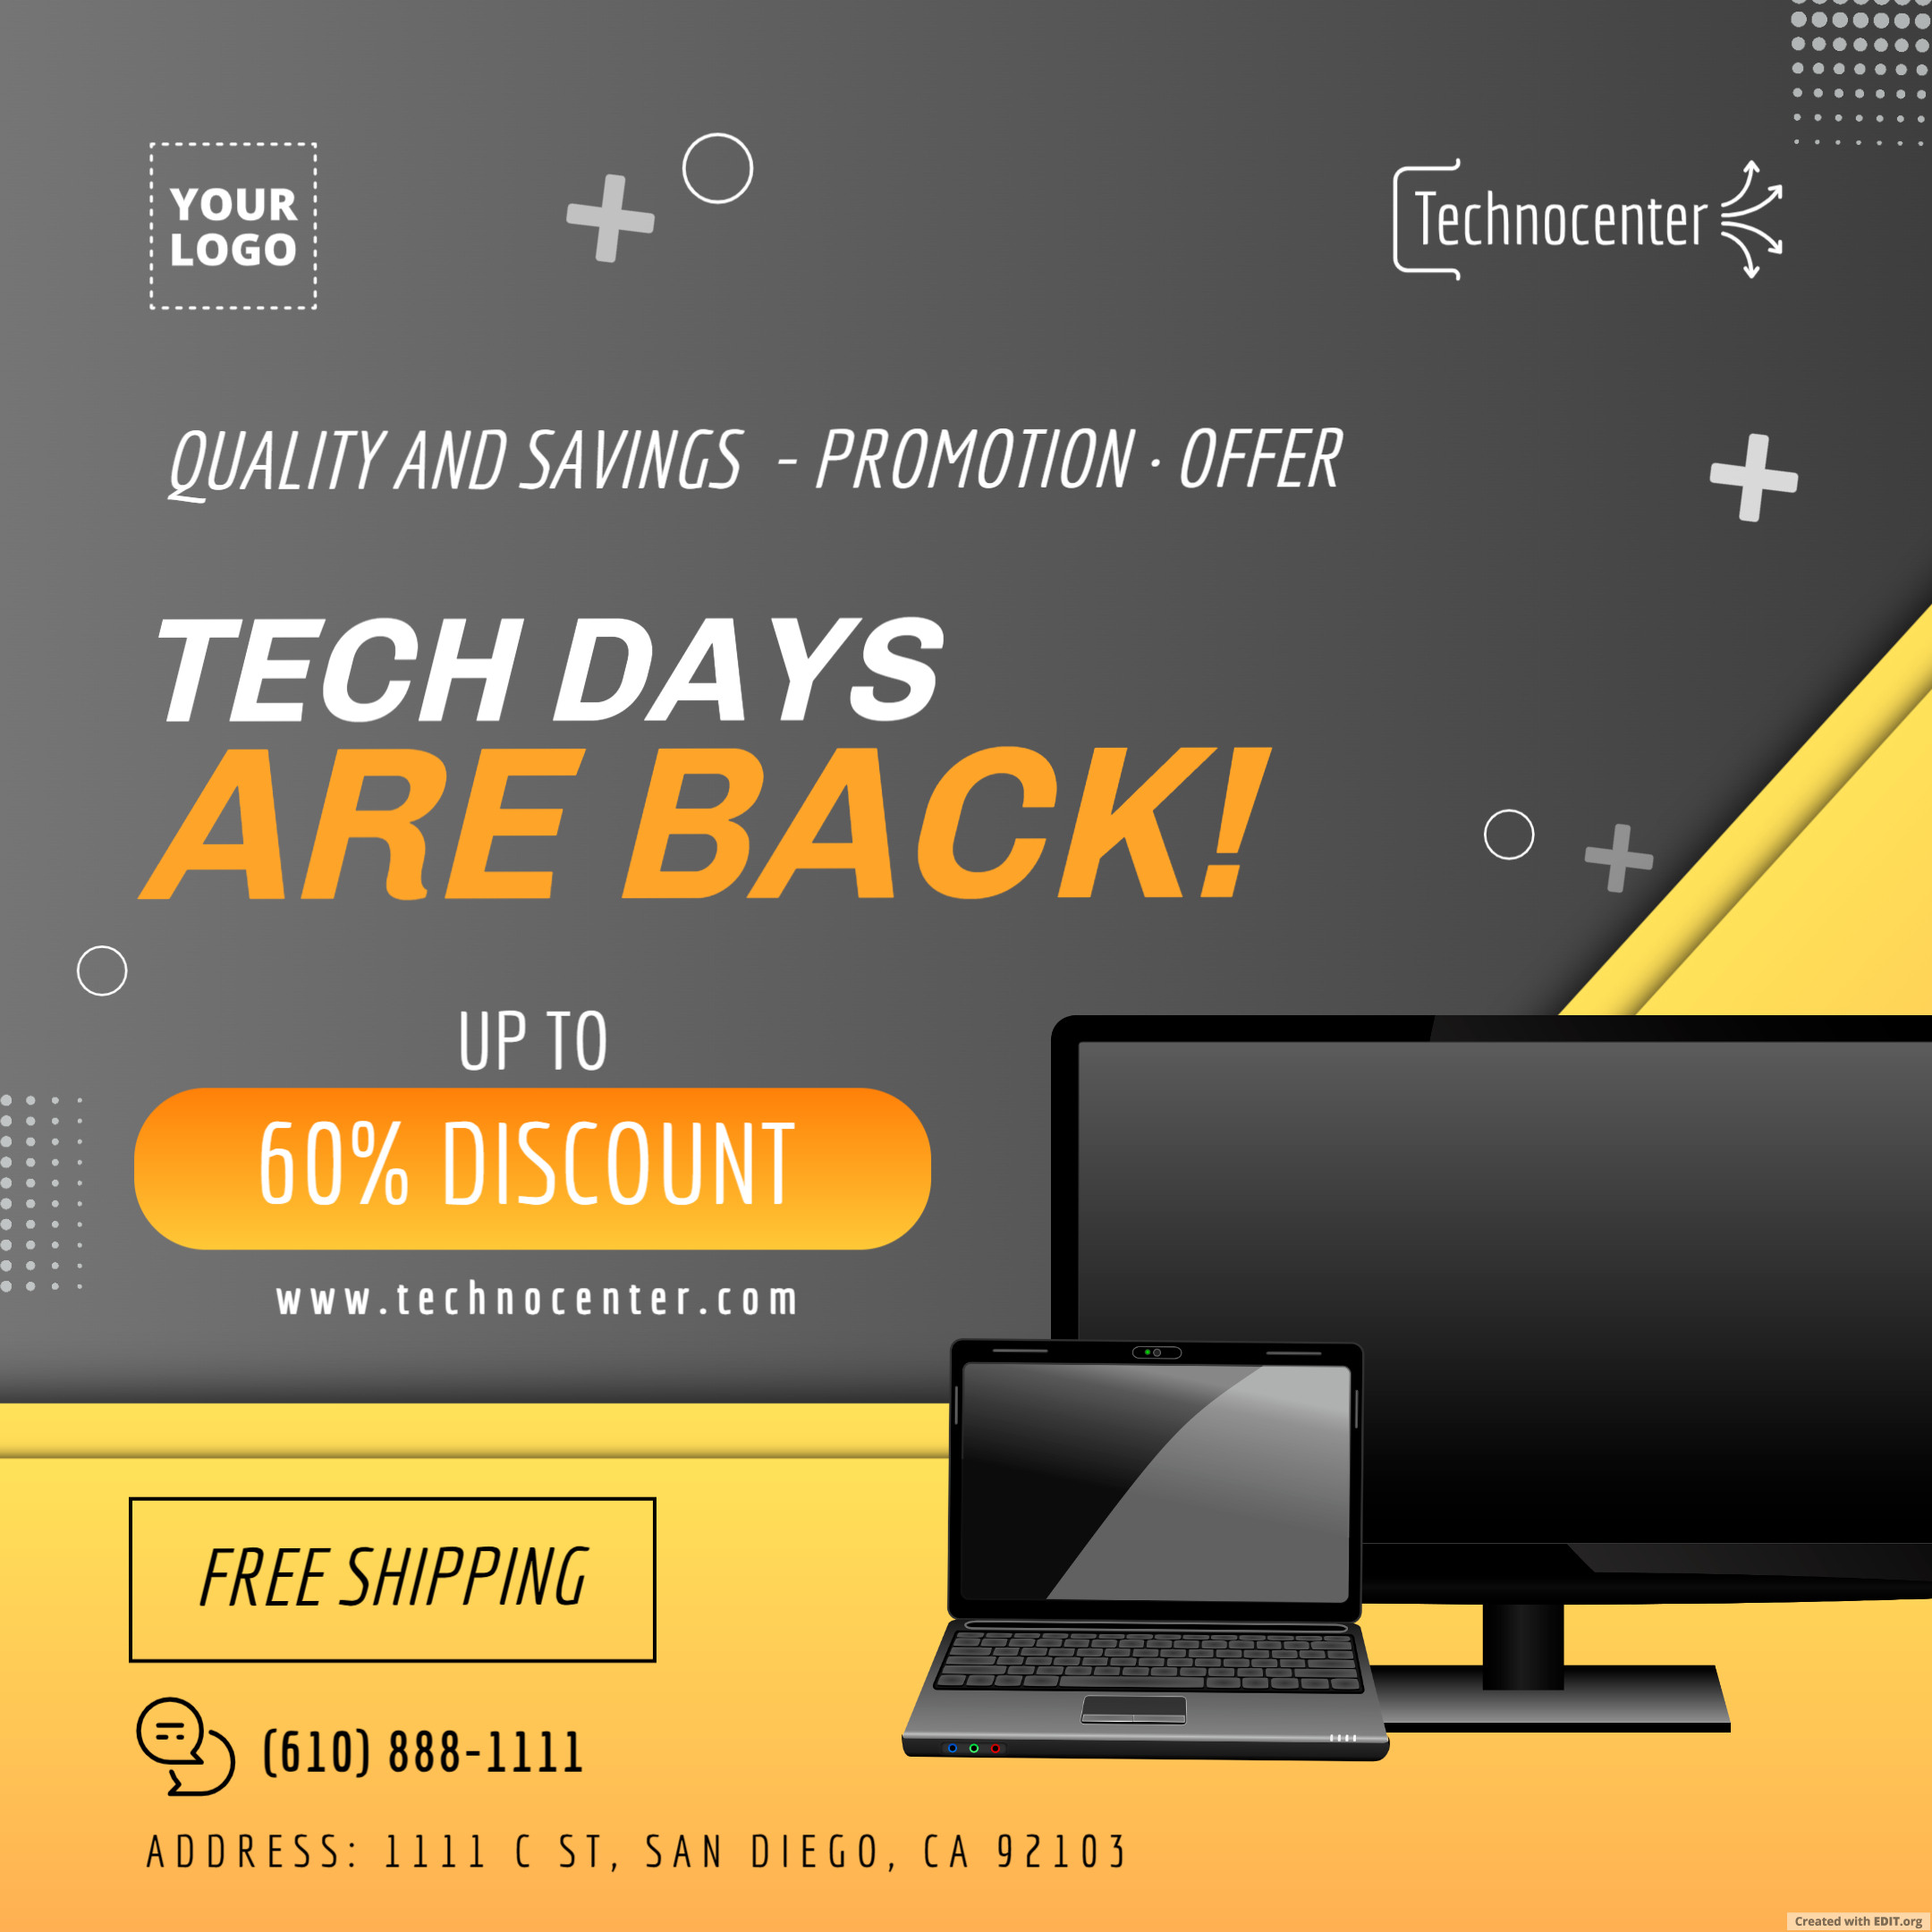 YOUR
LOGO
Technocenter
QUALITY AND SAVINGS - PROMOTION · OFFER
TECH DAYS
ARE BACK!
UP TO
60% DISCOUNT
www.technocenter.com
FREE SHIPPING
(610) 888-1111
ADDRESS: 1111 C ST, SAN DIEGO, CA 92103
Created with EDIT.org